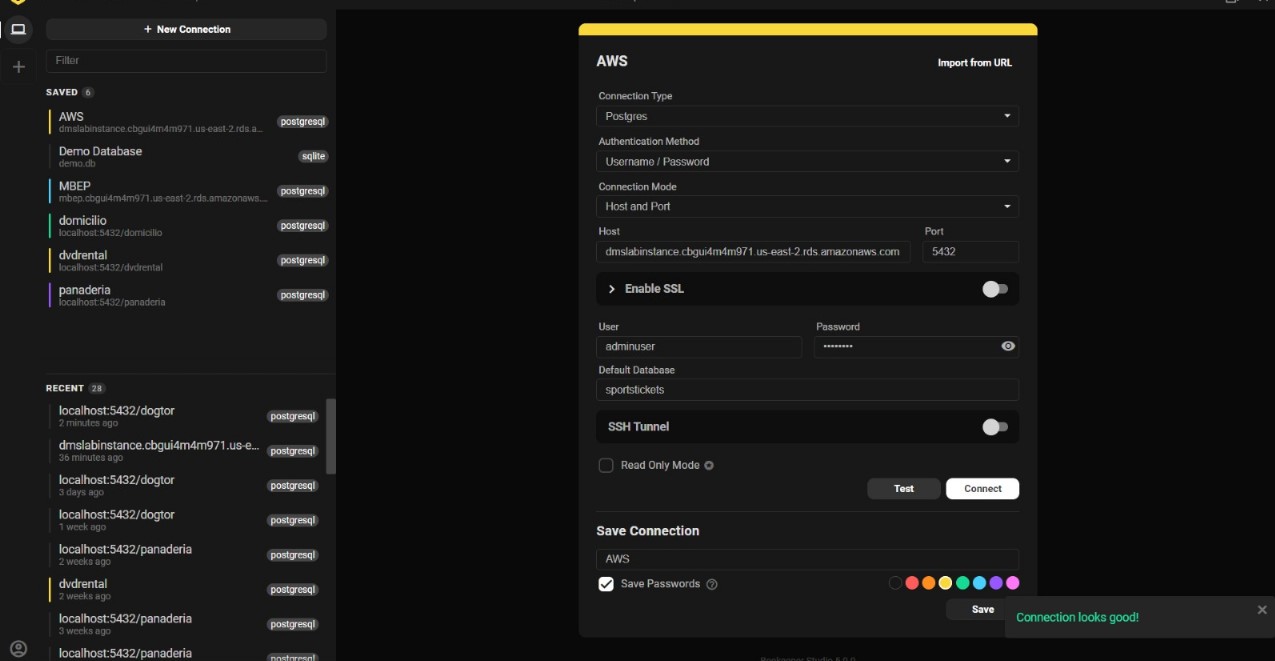 + New Connection
Filter
SAVED 6
AWS
dmslabinstance.cbgui4m4m971.us-east-2.rds.a...
postgresql
Demo Database
demo.db
sqlite
MBEP
mbep.cbgui4m4m971.us-east-2.rds.amazonaws....
postgresql
domicilio
localhost:5432/domicilio
postgresql
dvdrental
localhost:5432/dvdrental
postgresql
panaderia
localhost:5432/panaderia
postgresql
RECENT 28
localhost:5432/dogtor
2 minutes ago
postgresql
dmslabinstance.cbgui4m4m971.us-e...
36 minutes ago
postgresql
localhost:5432/dogtor
3 days ago
postgresql
localhost:5432/dogtor
1 week ago
postgresql
localhost:5432/panaderia
2 weeks ago
postgresql
dvdrental
2 weeks ago
postgresql
localhost:5432/panaderia
3 weeks ago
postgresql
localhost:5432/panaderia
postgresql
AWS
Import from URL
Connection Type
Postgres
Authentication Method
Username / Password
Connection Mode
Host and Port
Host
Port
dmslabinstance.cbgui4m4m971.us-east-2.rds.amazonaws.com
5432
Enable SSL
User
Password
adminuser
••••••••
Default Database
sportstickets
SSH Tunnel
Read Only Mode
Test
Connect
Save Connection
AWS
Save Passwords
Save
Connection looks good!